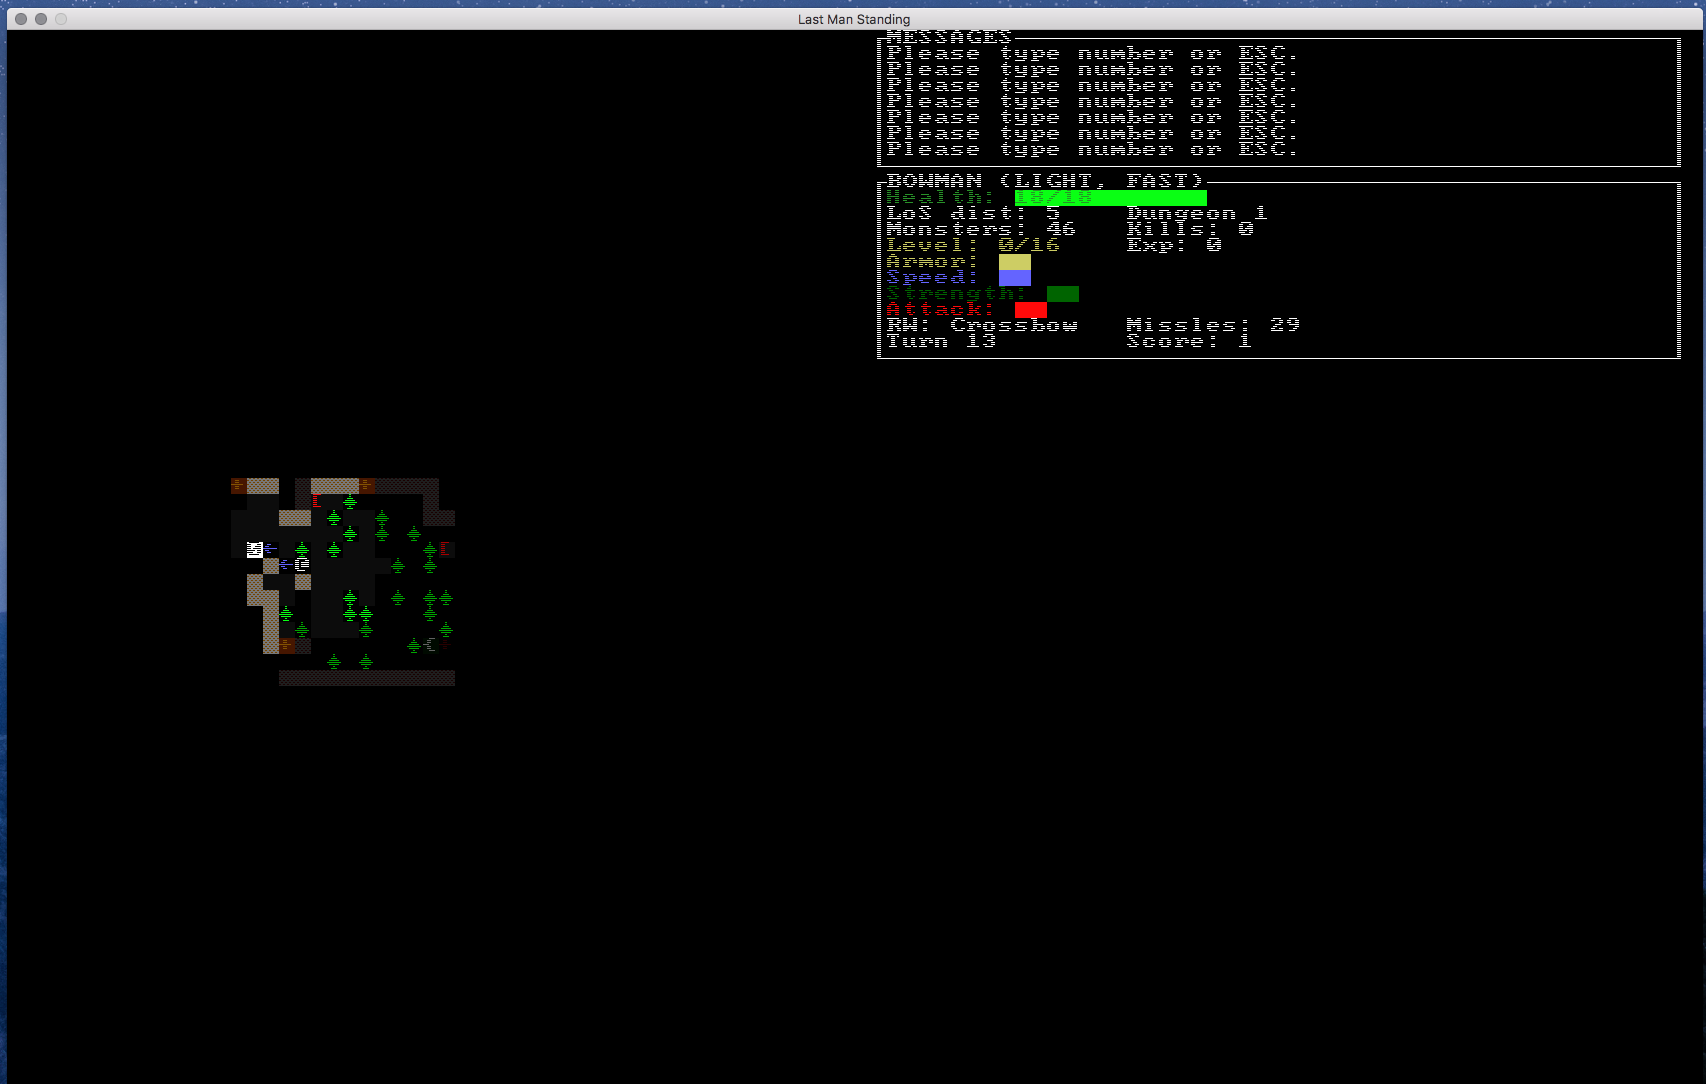 Last Man Standing
MESSAGES
Please type number or ESC.
Please type number or ESC.
Please type number or ESC.
Please type number or ESC.
Please type number or ESC.
Please type number or ESC.
Please type number or ESC.
BOWMAN (LIGHT, FAST)
Health: 18/18
LoS dist: 5 Dungeon 1
Monsters: 46 Kills: 0
Level: 0/16 Exp: 0
Armor:
Speed:
Strength:
Attack:
RW: Crossbow Missles: 29
Turn 13 Score: 1